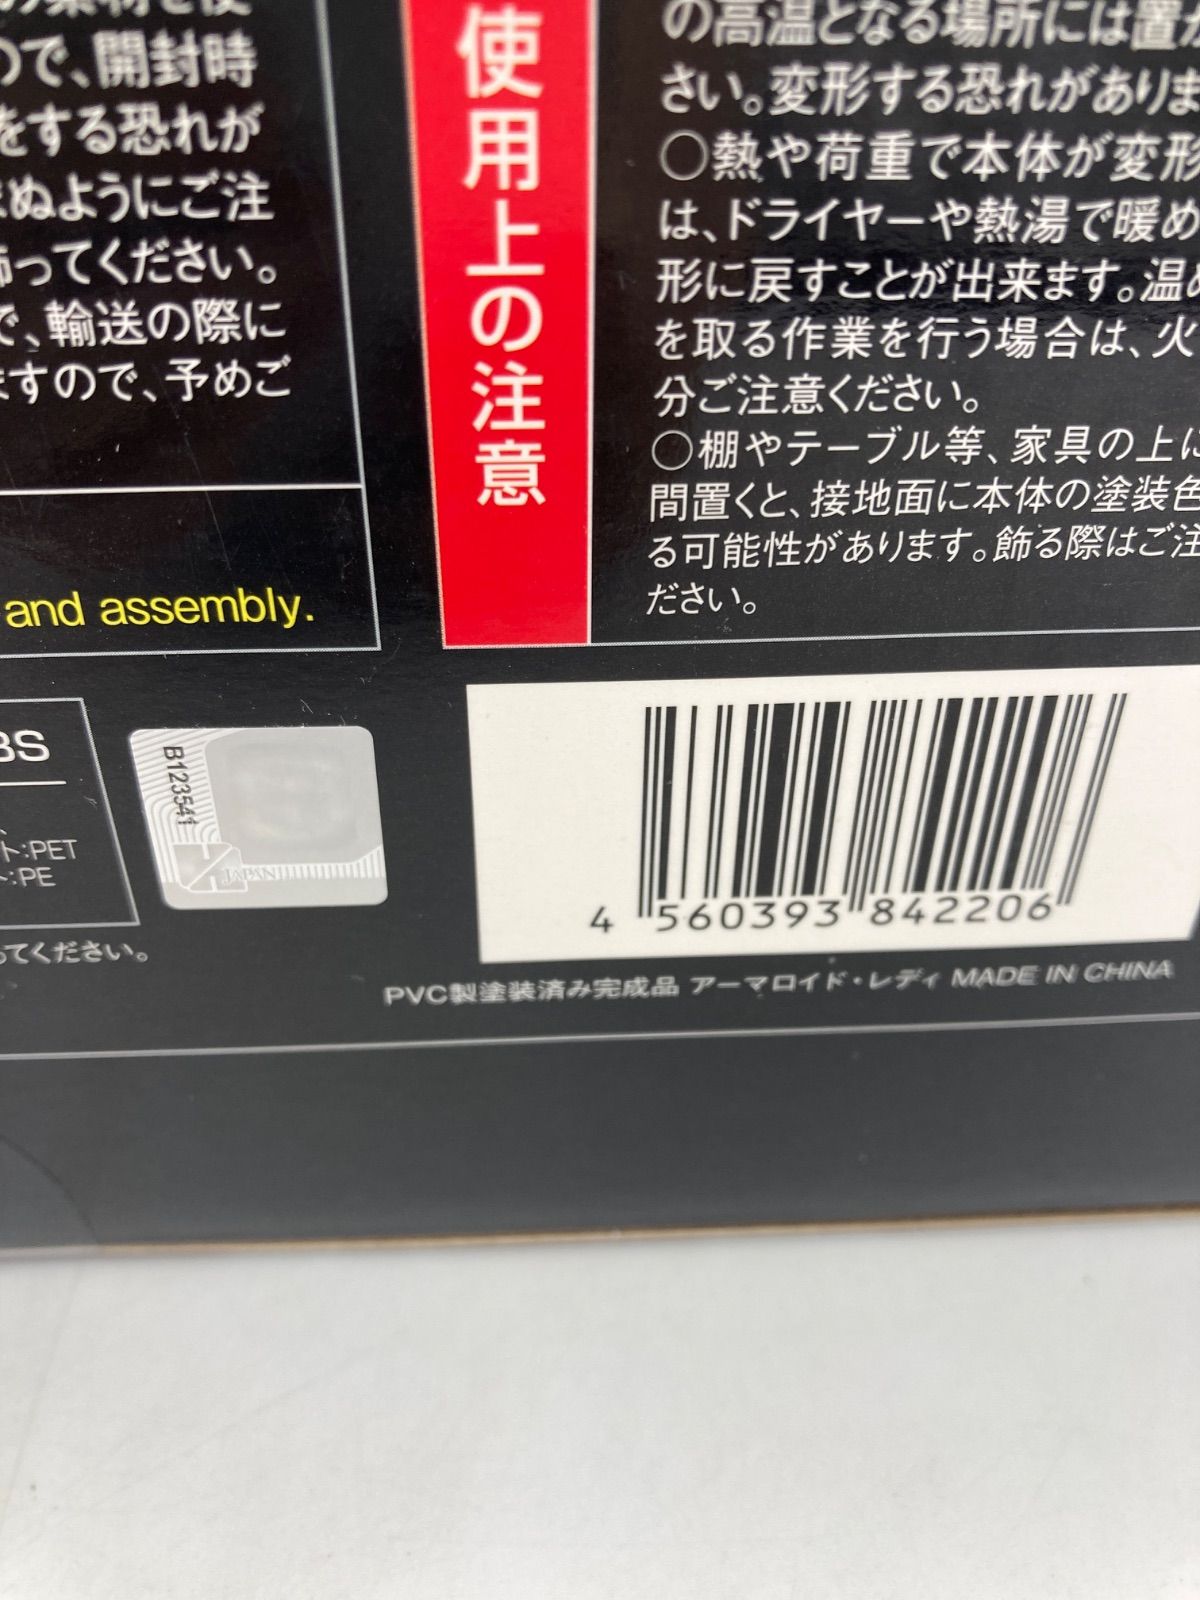 ので、開封時
をする恐れが
まぬようにご注
飾ってください。
で、輸送の際に
ますので、予めご
and assembly.
使用上の注意
の高温となる場所には置か
さい。変形する恐れがありま
○熱や荷重で本体が変形
は、ドライヤーや熱湯で暖め
形に戻すことが出来ます。温め
を取る作業を行う場合は、火
分ご注意ください。
○棚やテーブル等、家具の上に
間置くと、接地面に本体の塗装色
る可能性があります。飾る際はご注
ださい。
BS
ト:PET
ト:PE
ってください。
B123541
JAPAN
4 560393 842206
PVC製塗装済み完成品 アーマロイド・レディ MADE IN CHINA